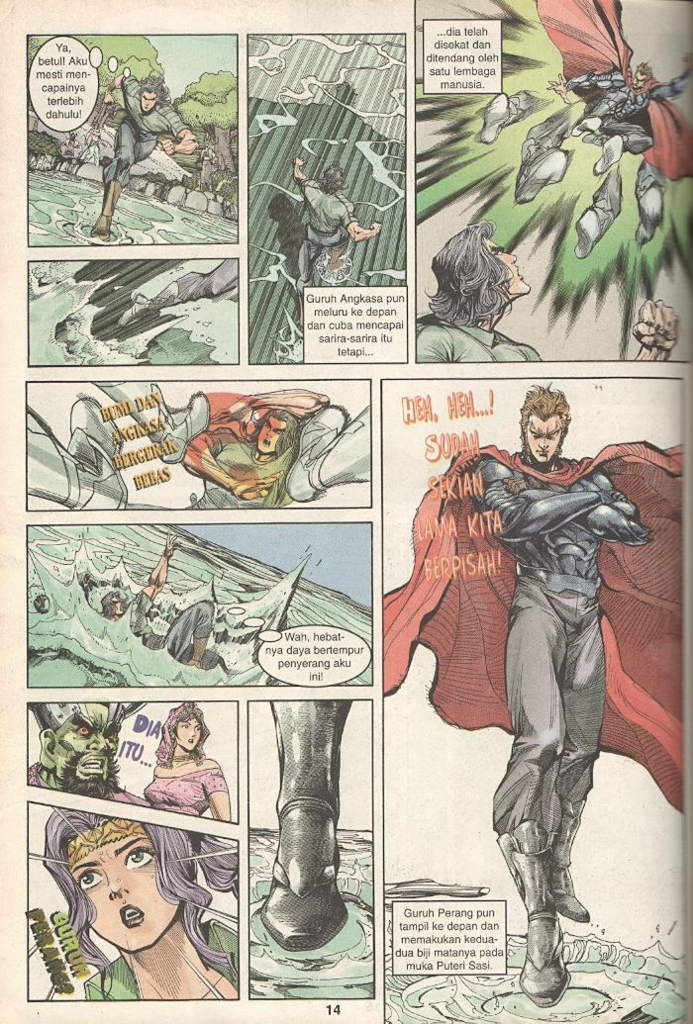 Ya,
betul! Aku
mesti men-
capainya
terlebih
dahulu!
Guruh Angkasa pun
meluru ke depan
dan cuba mencapai
sarira-sarira itu
tetapi...
...dia telah
disekat dan
ditendang oleh
satu lembaga
manusia.
BUMI DAN
ANGKASA
BERGERAK
BEBAS
Wah, hebat-
nya daya bertempur
penyerang aku
ini!
HEH, HEH...!
SUDAH
SEKIAN
LAMA KITA
BERPISAH!
DIA
ITU...
GURUH
PERANG!
Guruh Perang pun
tampil ke depan dan
memakukan kedua-
dua biji matanya pada
muka Puteri Sasi.
14